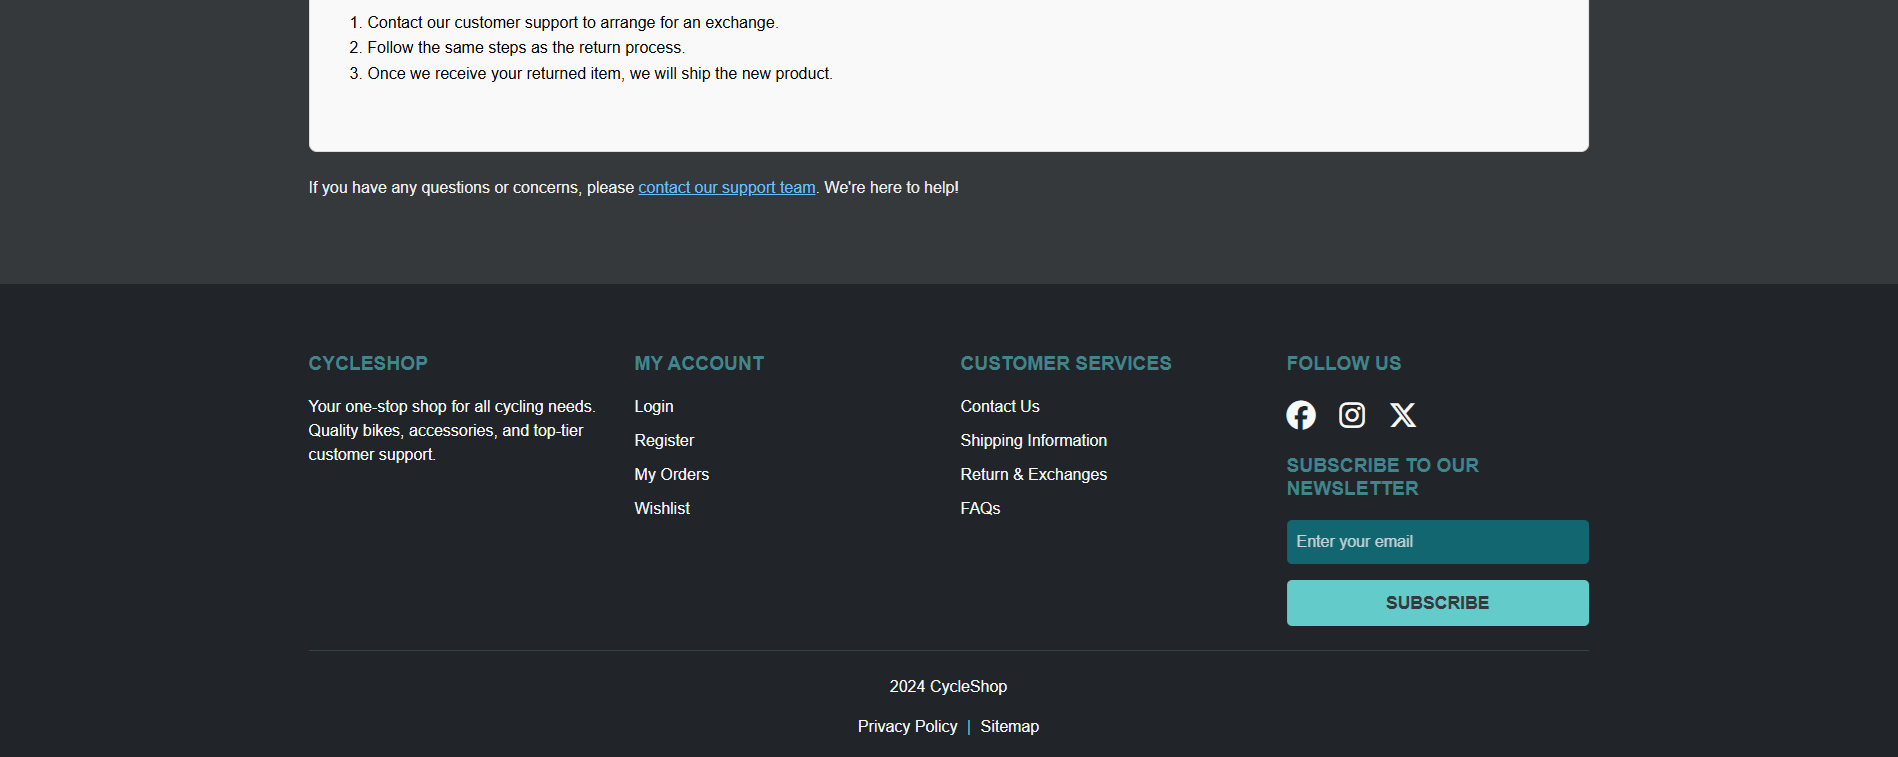 1. Contact our customer support to arrange for an exchange.
2. Follow the same steps as the return process.
3. Once we receive your returned item, we will ship the new product.
If you have any questions or concerns, please contact our support team. We're here to help!
CYCLESHOP
Your one-stop shop for all cycling needs.
Quality bikes, accessories, and top-tier
customer support.
MY ACCOUNT
Login
Register
My Orders
Wishlist
CUSTOMER SERVICES
Contact Us
Shipping Information
Return & Exchanges
FAQs
FOLLOW US
SUBSCRIBE TO OUR
NEWSLETTER
Enter your email
SUBSCRIBE
2024 CycleShop
Privacy Policy | Sitemap